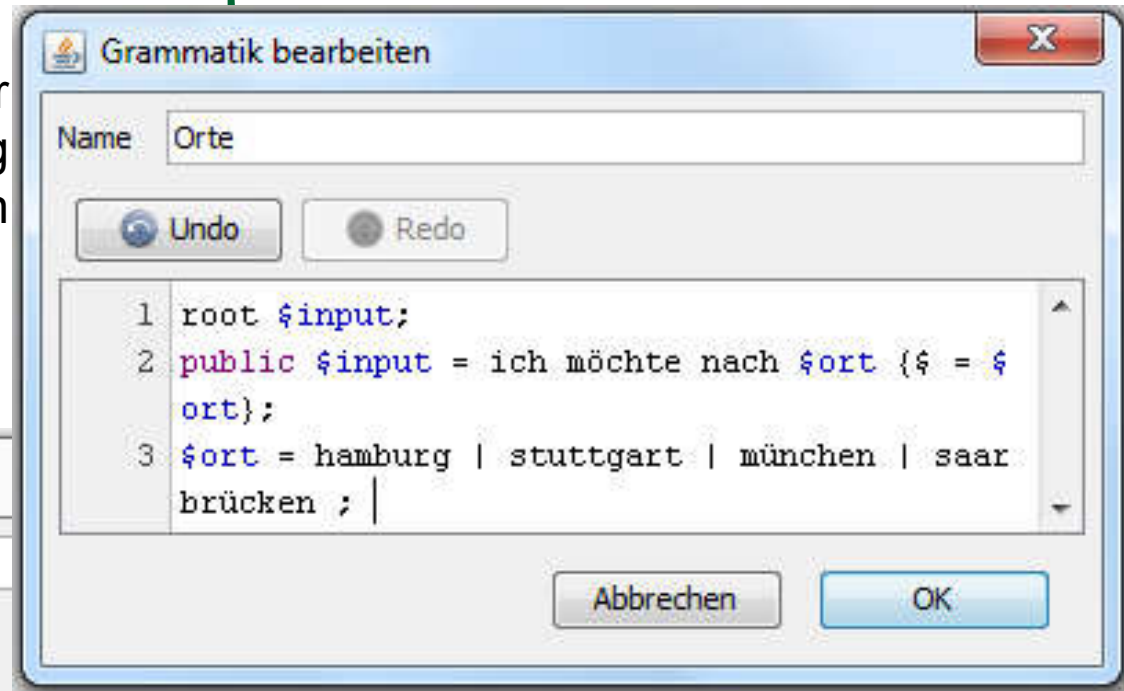 Grammatik bearbeiten
r
g
n
Name Orte
Undo Redo
1 root $input;
2 public $input = ich möchte nach $ort {$ = $
ort};
3 $ort = hamburg | stuttgart | münchen | saar
brücken ;
Abbrechen OK